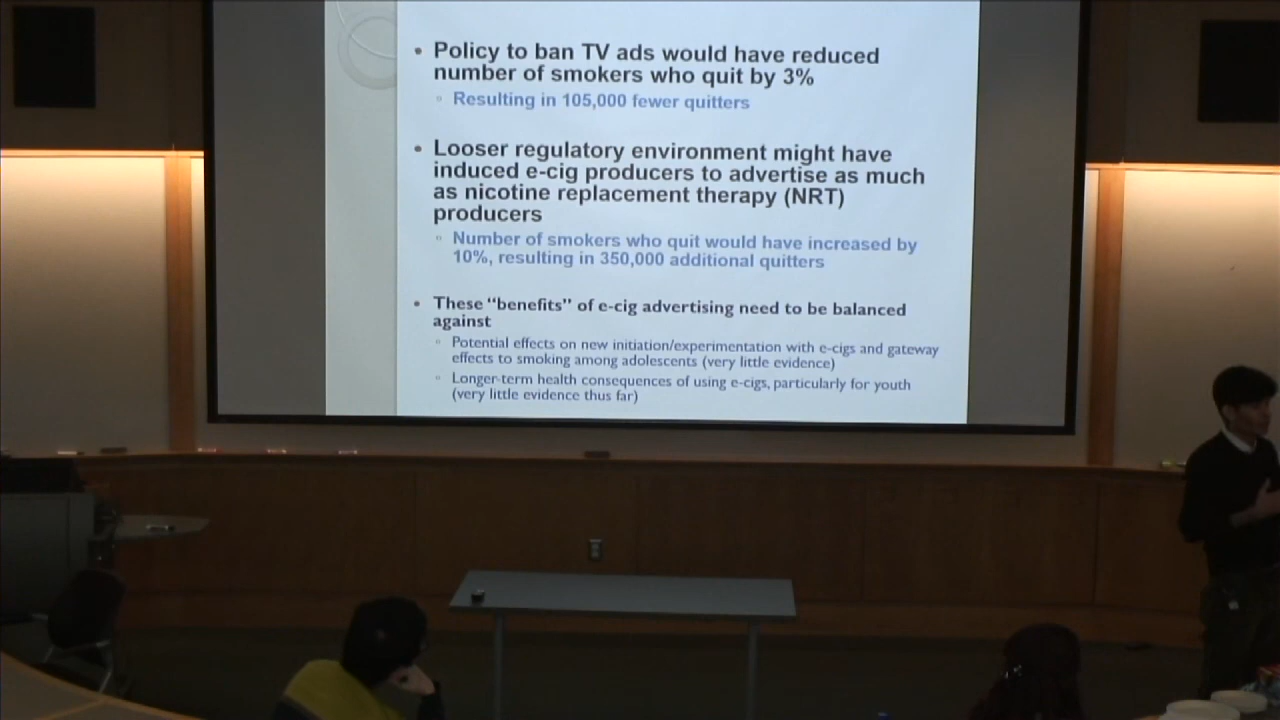 • Policy to ban TV ads would have reduced
number of smokers who quit by 3%
◦ Resulting in 105,000 fewer quitters
• Looser regulatory environment might have
induced e-cig producers to advertise as much
as nicotine replacement therapy (NRT)
producers
◦ Number of smokers who quit would have increased by
10%, resulting in 350,000 additional quitters
• These “benefits” of e-cig advertising need to be balanced
against
◦ Potential effects on new initiation/experimentation with e-cigs and gateway
effects to smoking among adolescents (very little evidence)
◦ Longer-term health consequences of using e-cigs, particularly for youth
(very little evidence thus far)